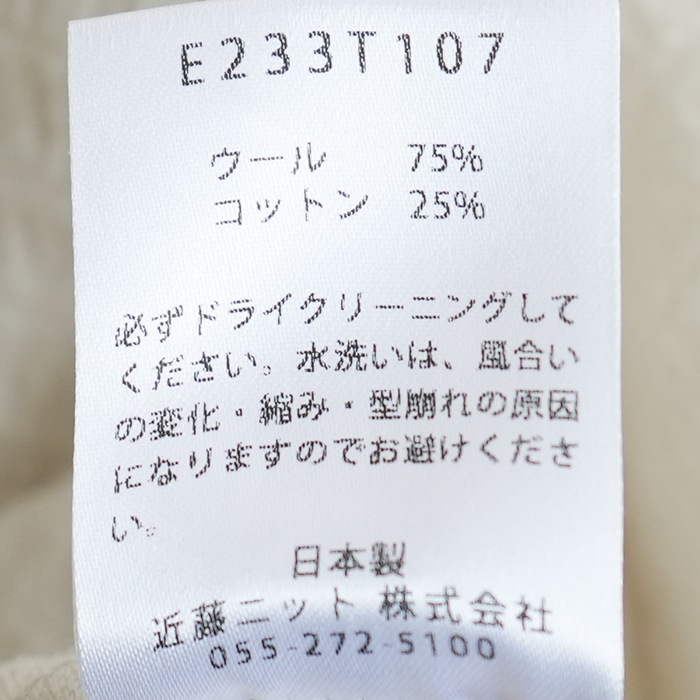 E233T107
ウール 75%
コットン 25%
必ずドライクリーニングして
ください。水洗いは、風合い
の変化・縮み・型崩れの原因
になりますのでお避けくださ
い。
日本製
近藤ニット 株式会社
055-272-5100